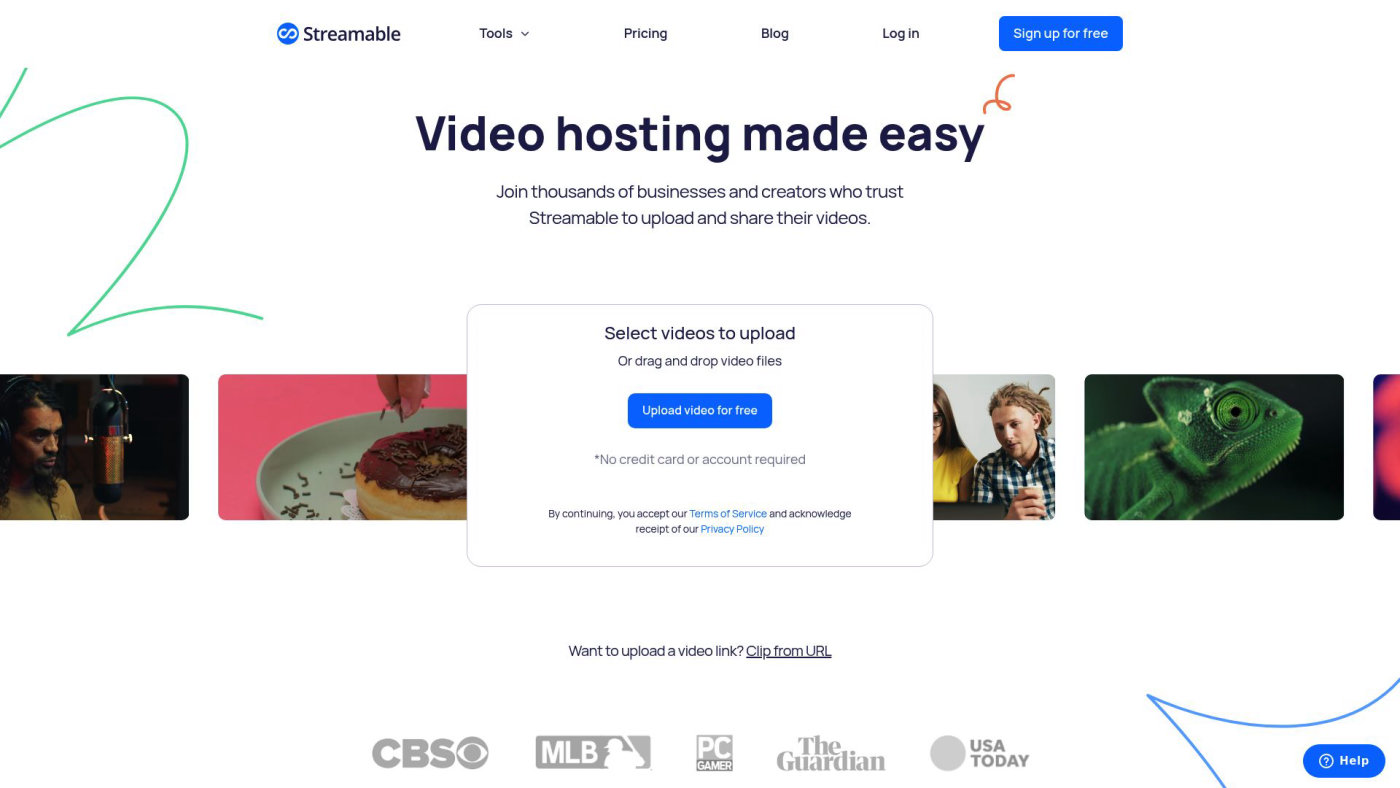 Streamable
Tools
Pricing
Blog
Log in
Sign up for free
Video hosting made easy
Join thousands of businesses and creators who trust
Streamable to upload and share their videos.
Select videos to upload
Or drag and drop video files
Upload video for free
*No credit card or account required
By continuing, you accept our Terms of Service and acknowledge
receipt of our Privacy Policy
Want to upload a video link? Clip from URL
CBS
MLB
PC
GAMER
The
Guardian
USA
TODAY
Help